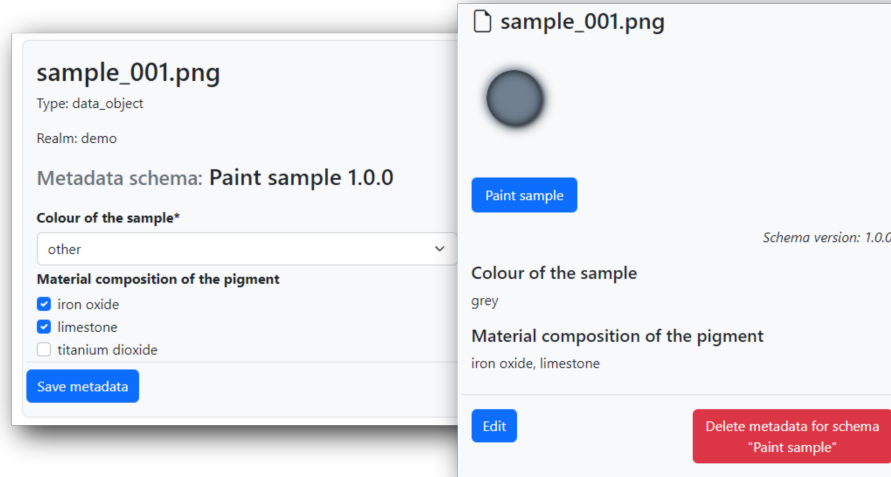 sample_001.png
Type: data_object
Realm: demo
Metadata schema: Paint sample 1.0.0
Colour of the sample*
other
Material composition of the pigment
iron oxide
limestone
titanium dioxide
Save metadata
sample_001.png
Paint sample
Schema version: 1.0.0
Colour of the sample
grey
Material composition of the pigment
iron oxide, limestone
Edit
Delete metadata for schema
"Paint sample"